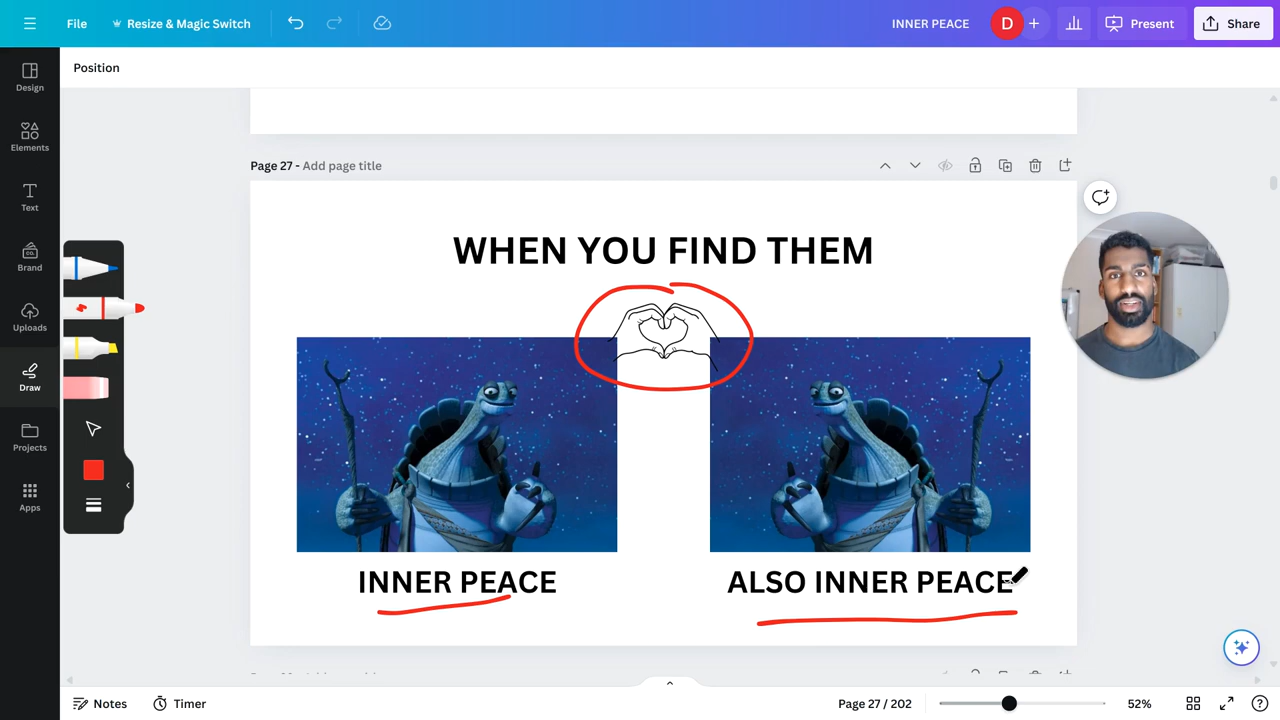 File
Resize & Magic Switch
INNER PEACE
D
Present
Share
Position
Design
Elements
Text
Brand
Uploads
Draw
Projects
Apps
Page 27 - Add page title
WHEN YOU FIND THEM
INNER PEACE
ALSO INNER PEACE
Notes
Timer
Page 27 / 202
52%